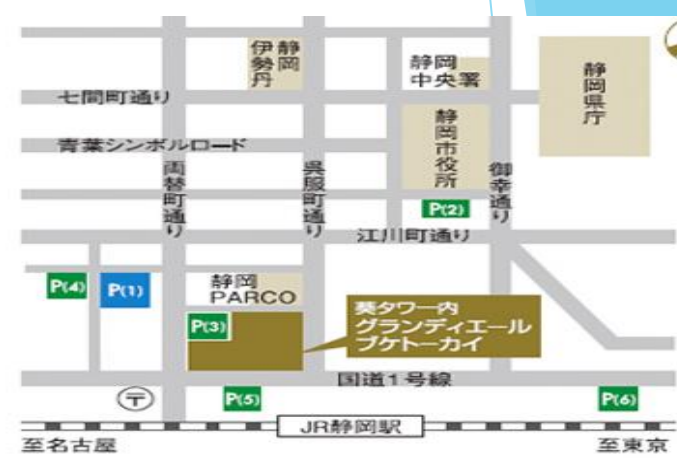 静岡
伊勢丹
静岡
中央署
静岡県庁
七間町通り
静岡市役所
青葉シンボルロード
両替町通り
呉服町通り
御幸通り
P(2)
江川町通り
P(4)
P(1)
静岡
PARCO
P(3)
葵タワー内
グランディエール
ブケトーカイ
国道1号線
〒
P(5)
P(6)
JR静岡駅
至名古屋
至東京